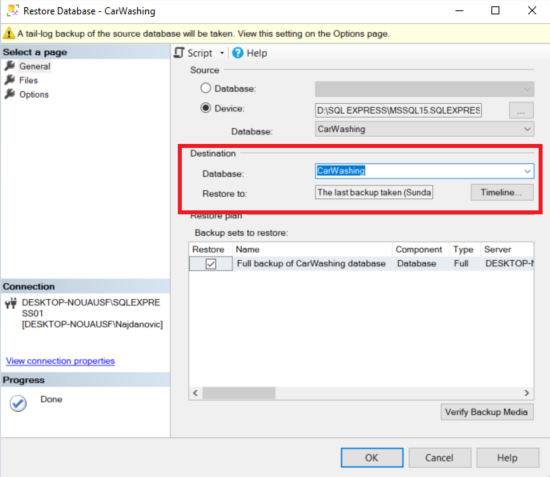 Restore Database - CarWashing
A tail-log backup of the source database will be taken. View this setting on the Options page.
Select a page
General
Files
Options
Script
Help
Source
Database:
Device:
D:\SQL EXPRESS\MSSQL15.SQLEXPRES
...
Database:
CarWashing
Destination
Database:
CarWashing
Restore to:
The last backup taken (Sunda
Timeline...
Restore plan
Backup sets to restore:
Restore Name Component Type Server
Full backup of CarWashing database Database Full DESKTOP-N
Connection
DESKTOP-NOUAUSF\SQLEXPRE
SS01
[DESKTOP-NOUAUSF\Najdanovic]
View connection properties
Progress
Done
Verify Backup Media
OK
Cancel
Help